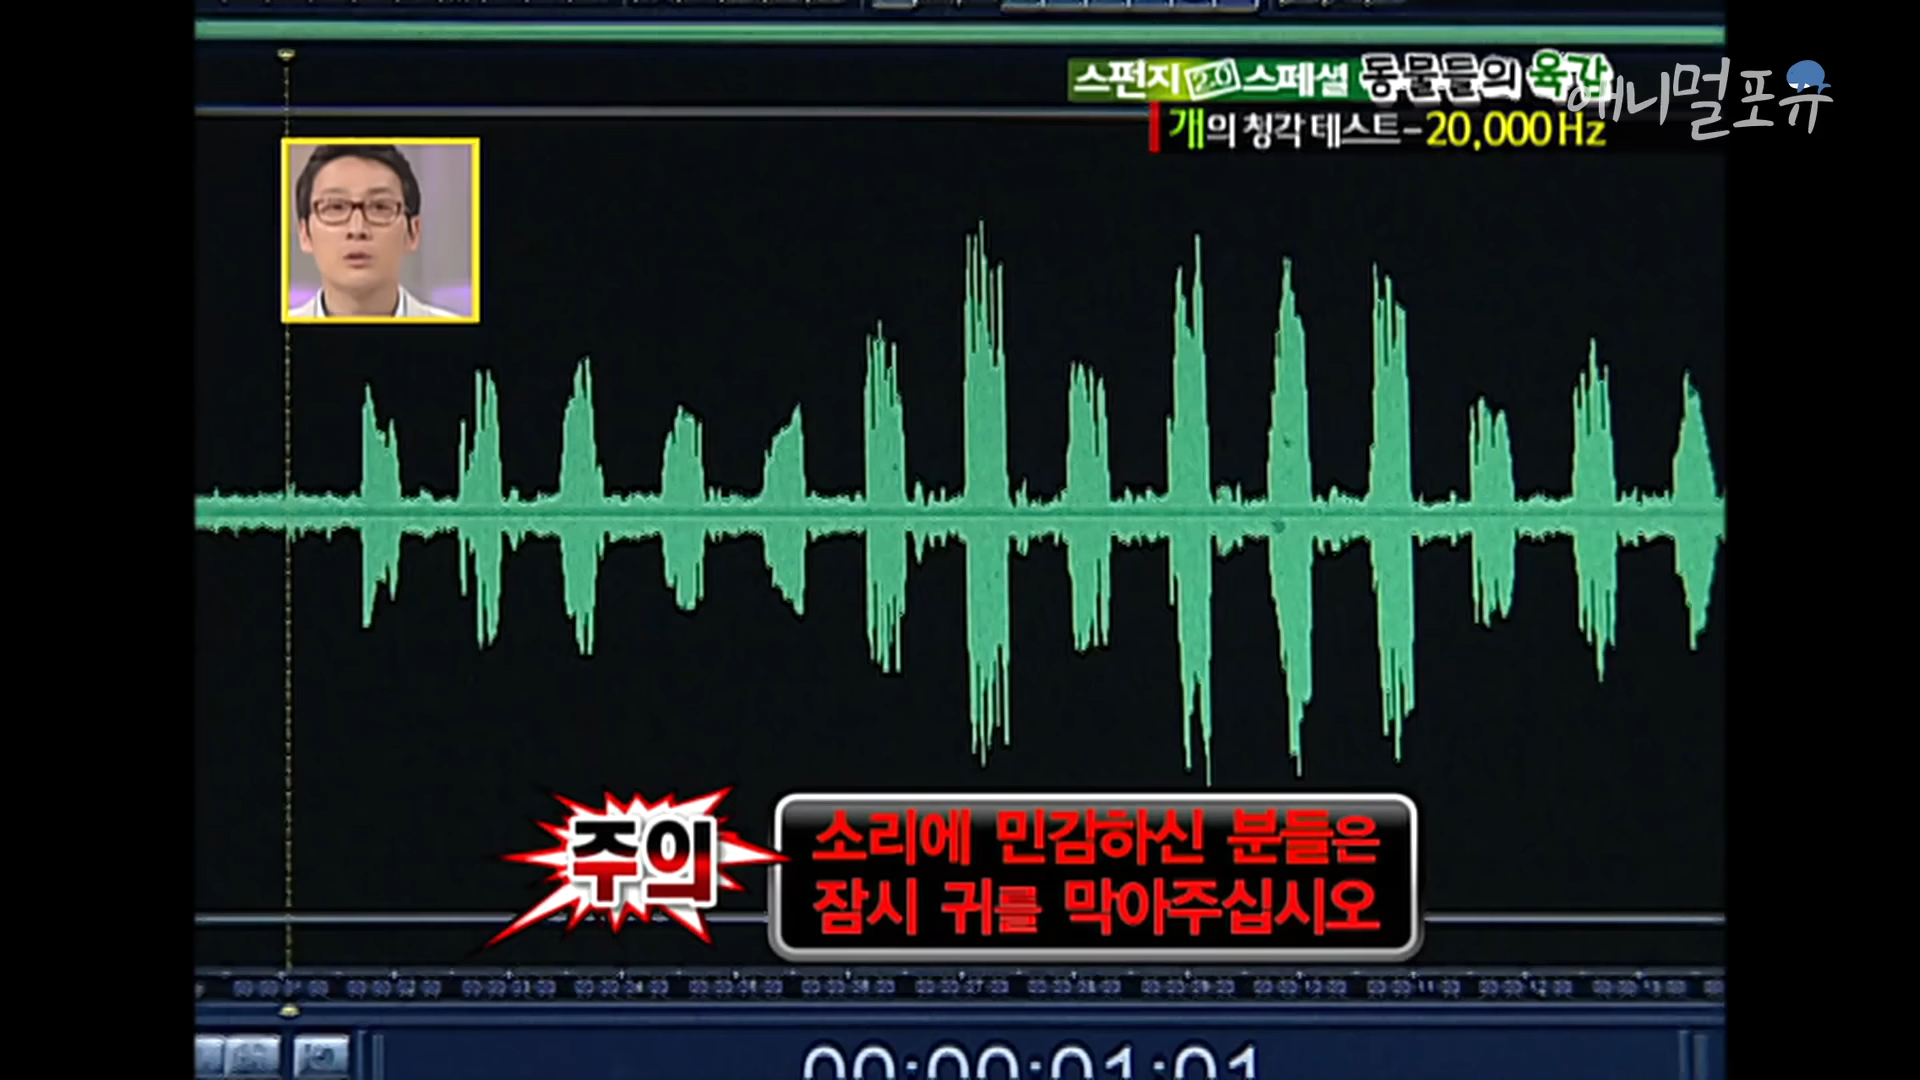 스펀지 2.0 스페셜 동물들의 육감
애니멀포유
개의 청각 테스트-20,000 Hz
주의
소리에 민감하신 분들은
잠시 귀를 막아주십시오
00:00:01:01